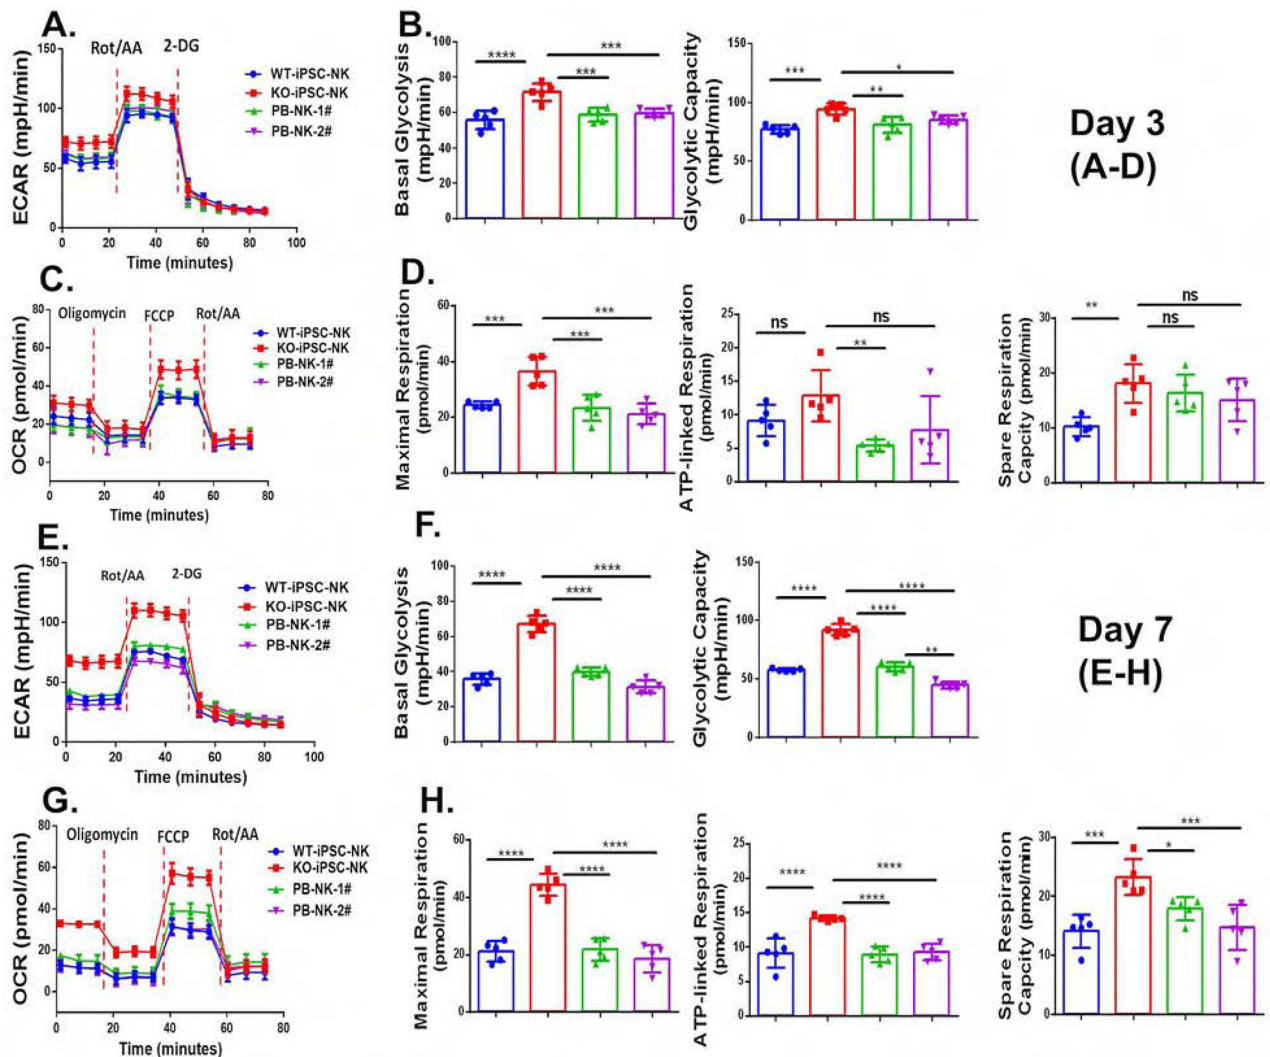 A.
ECAR (mpH/min)
150
100
50
0
0 20 40 60 80 100
Time (minutes)
Rot/AA 2-DG
WT-iPSC-NK
KO-iPSC-NK
PB-NK-1#
PB-NK-2#
B.
Basal Glycolysis
(mpH/min)
100
80
60
40
20
0
**** *** ***
Glycolytic Capacity
(mpH/min)
150
100
50
0
*** * **
Day 3
(A-D)
C.
OCR (pmol/min)
80
60
40
20
0
0 20 40 60 80
Time (minutes)
Oligomycin FCCP Rot/AA
WT-iPSC-NK
KO-iPSC-NK
PB-NK-1#
PB-NK-2#
D.
Maximal Respiration
(pmol/min)
60
40
20
0
*** *** ***
ATP-linked Respiration
(pmol/min)
25
20
15
10
5
0
ns ns **
Spare Respiration
Capcity (pmol/min)
30
20
10
0
** ns ns
E.
ECAR (mpH/min)
150
100
50
0
0 20 40 60 80 100
Time (minutes)
Rot/AA 2-DG
WT-iPSC-NK
KO-iPSC-NK
PB-NK-1#
PB-NK-2#
F.
Basal Glycolysis
(mpH/min)
100
80
60
40
20
0
**** **** ****
Glycolytic Capacity
(mpH/min)
150
100
50
0
**** **** **** **
Day 7
(E-H)
G.
OCR (pmol/min)
80
60
40
20
0
0 20 40 60 80
Time (minutes)
Oligomycin FCCP Rot/AA
WT-iPSC-NK
KO-iPSC-NK
PB-NK-1#
PB-NK-2#
H.
Maximal Respiration
(pmol/min)
60
40
20
0
**** **** ****
ATP-linked Respiration
(pmol/min)
25
20
15
10
5
0
**** **** ****
Spare Respiration
Capcity (pmol/min)
30
20
10
0
*** *** *